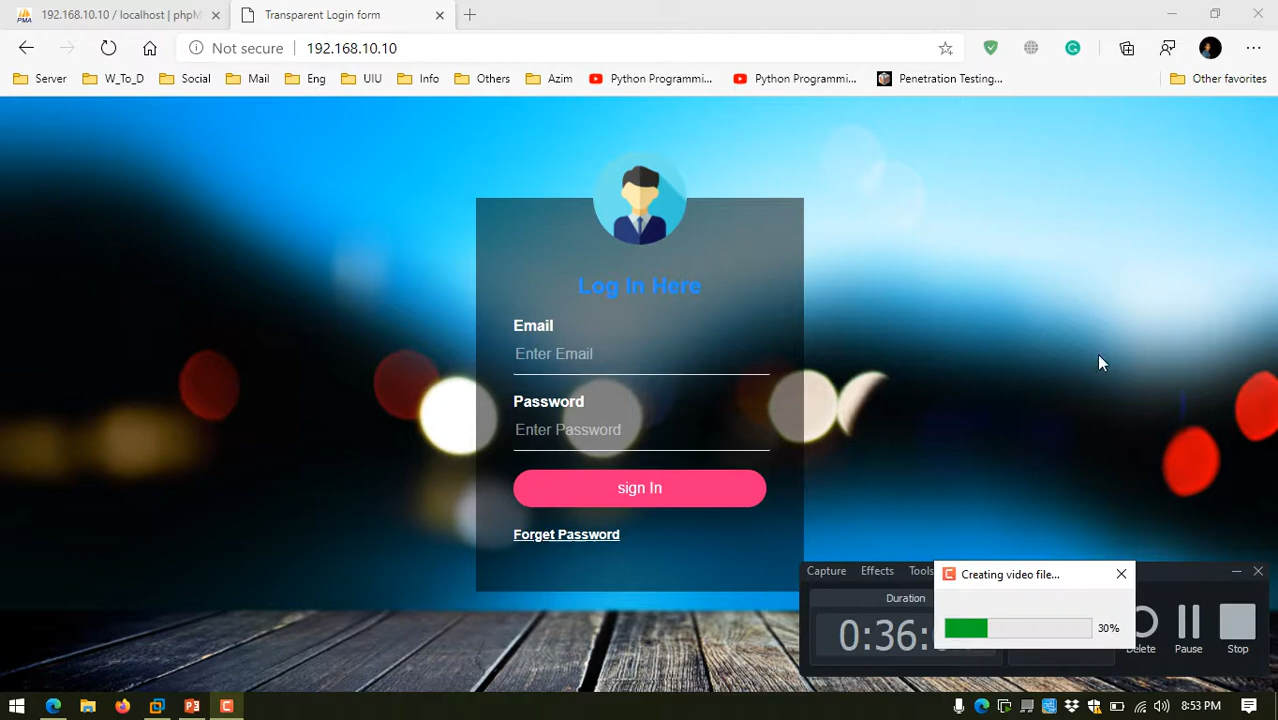 192.168.10.10 / localhost | phpM
Transparent Login form
Not secure
192.168.10.10
Server
W_To_D
Social
Mail
Eng
UIU
Info
Others
Azim
Python Programmi...
Python Programmi...
Penetration Testing...
Other favorites
Log In Here
Email
Enter Email
Password
Enter Password
sign In
Forget Password
Capture
Effects
Tools
Creating video file...
Duration
0:36:
30%
Delete
Pause
Stop
8:53 PM